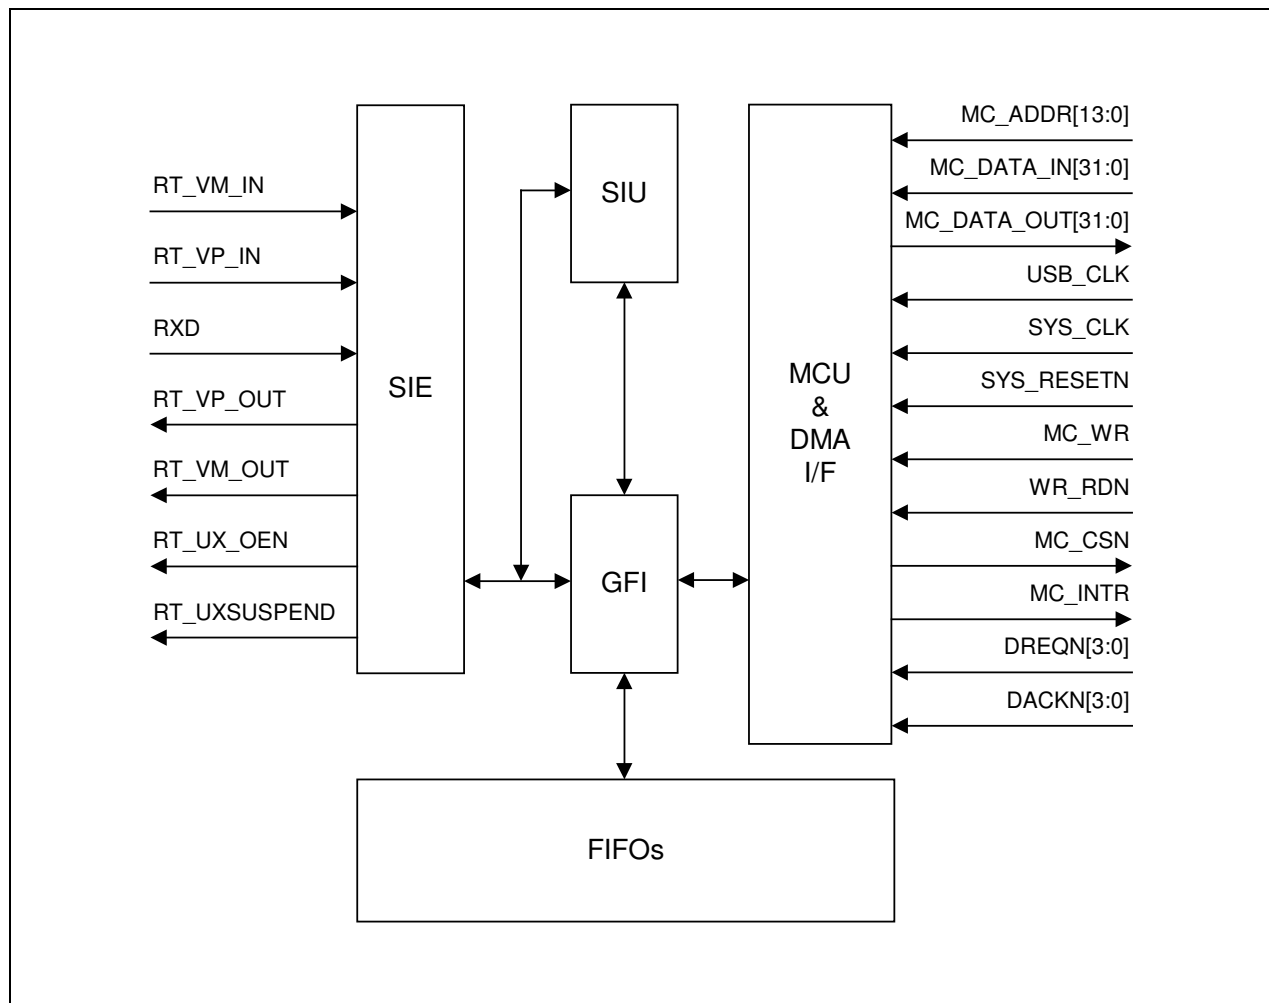 RT_VM_IN
RT_VP_IN
RXD
RT_VP_OUT
RT_VM_OUT
RT_UX_OEN
RT_UXSUSPEND
SIE
SIU
GFI
MCU
&
DMA
I/F
MC_ADDR[13:0]
MC_DATA_IN[31:0]
MC_DATA_OUT[31:0]
USB_CLK
SYS_CLK
SYS_RESETN
MC_WR
WR_RDN
MC_CSN
MC_INTR
DREQN[3:0]
DACKN[3:0]
FIFOs